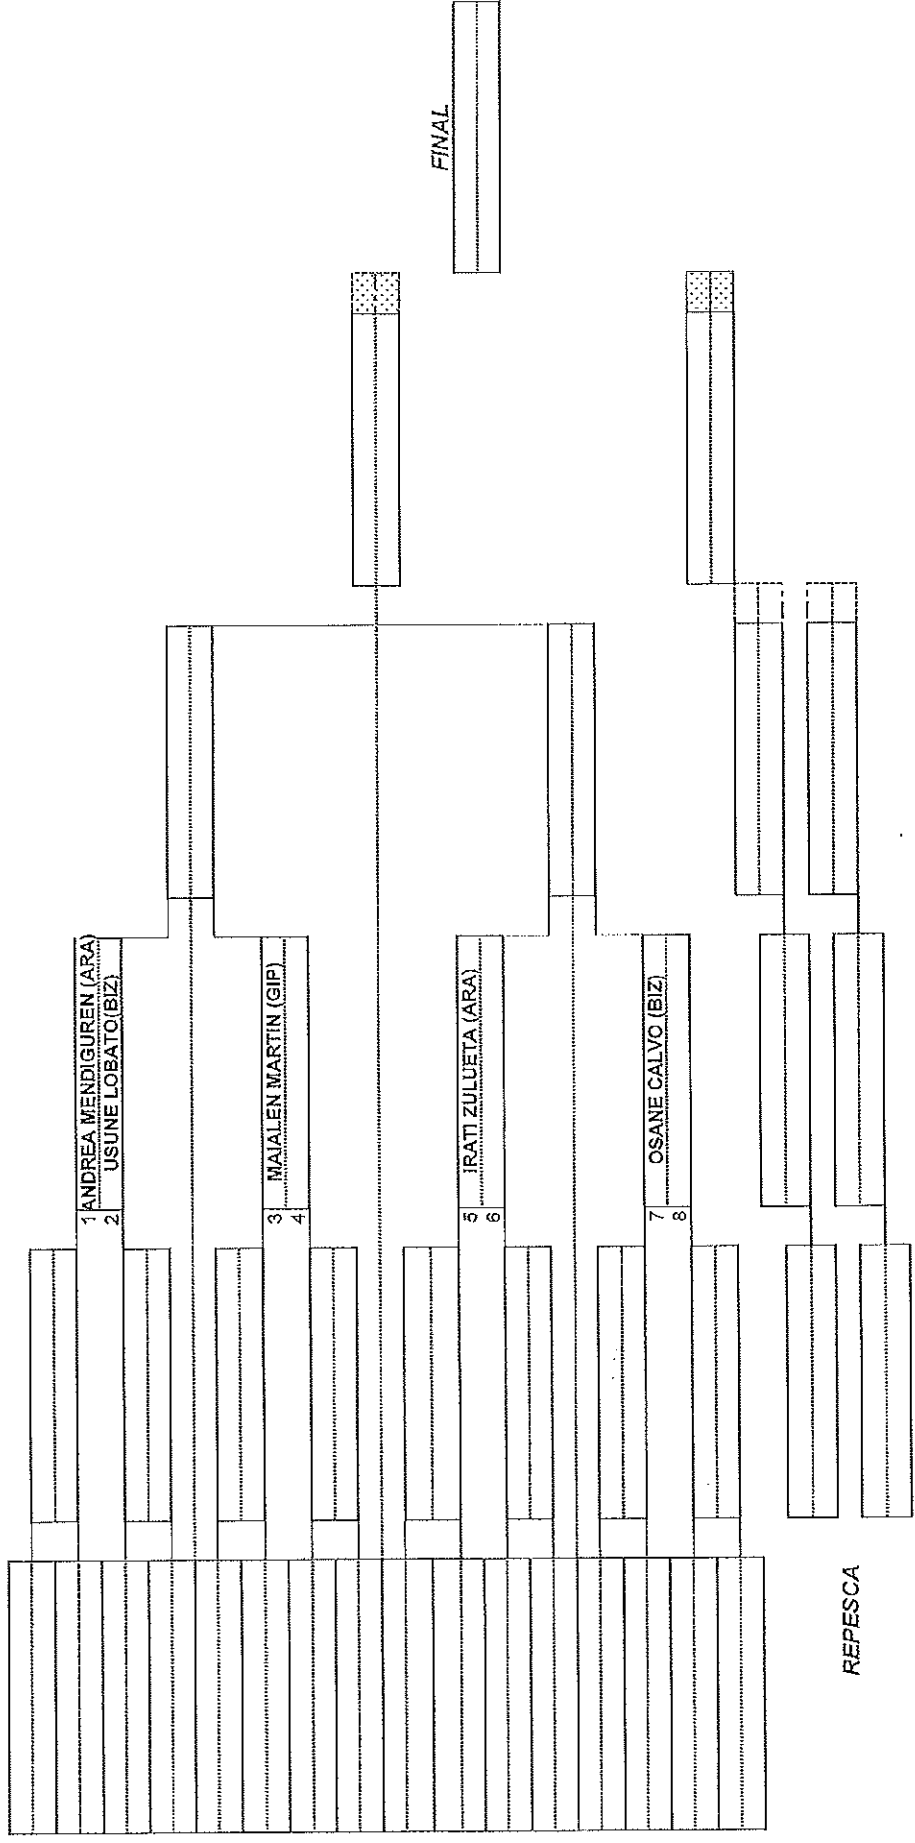 1 ANDREA MENDIGUREN (ARA)
2 USUNE LOBATO(BIZ)
3 MAIALEN MARTIN (GIP)
4
5 IRATI ZULUETA (ARA)
6
7 OSANE CALVO (BIZ)
8
FINAL
REPESCA